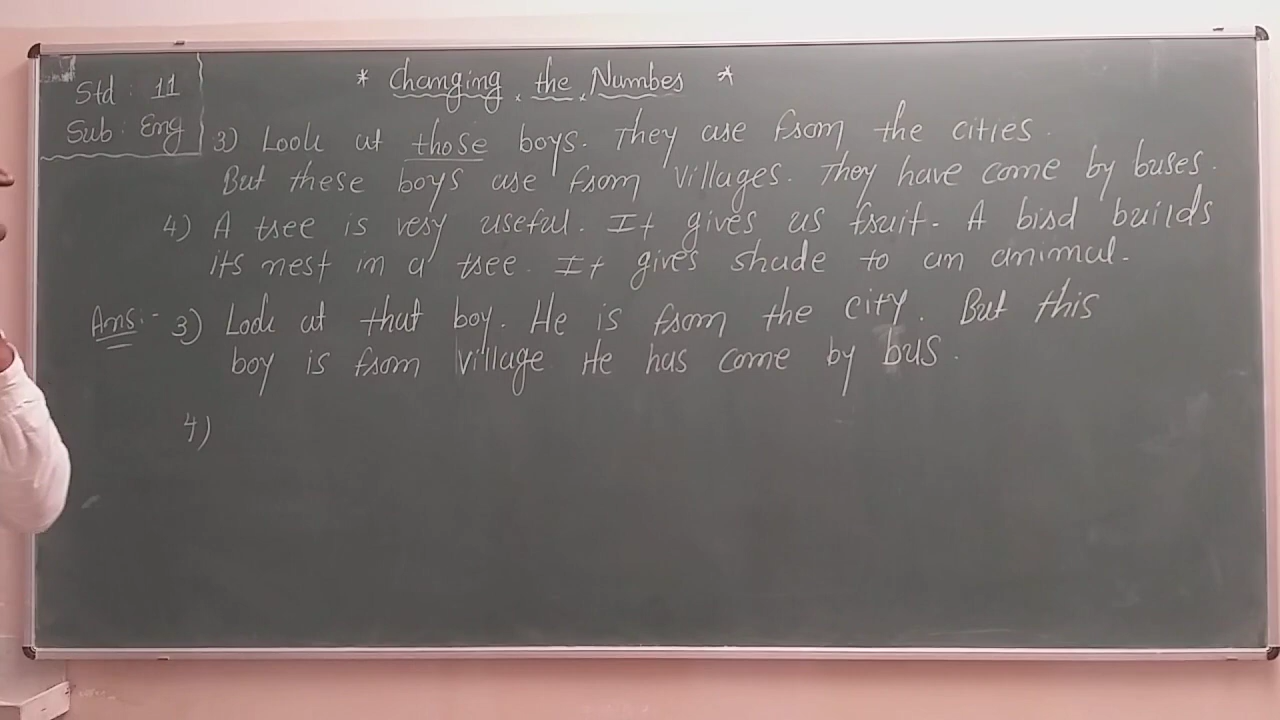 Std : 11
Sub : Eng
* Changing the Number *
3) Look at those boys. They are from the cities.
But these boys are from villages. They have come by buses.
4) A tree is very useful. It gives us fruit. A bird builds
its nest in a tree. It gives shade to an animal.
Ans:- 3) Look at that boy. He is from the city. But this
boy is from village. He has come by bus.
4)